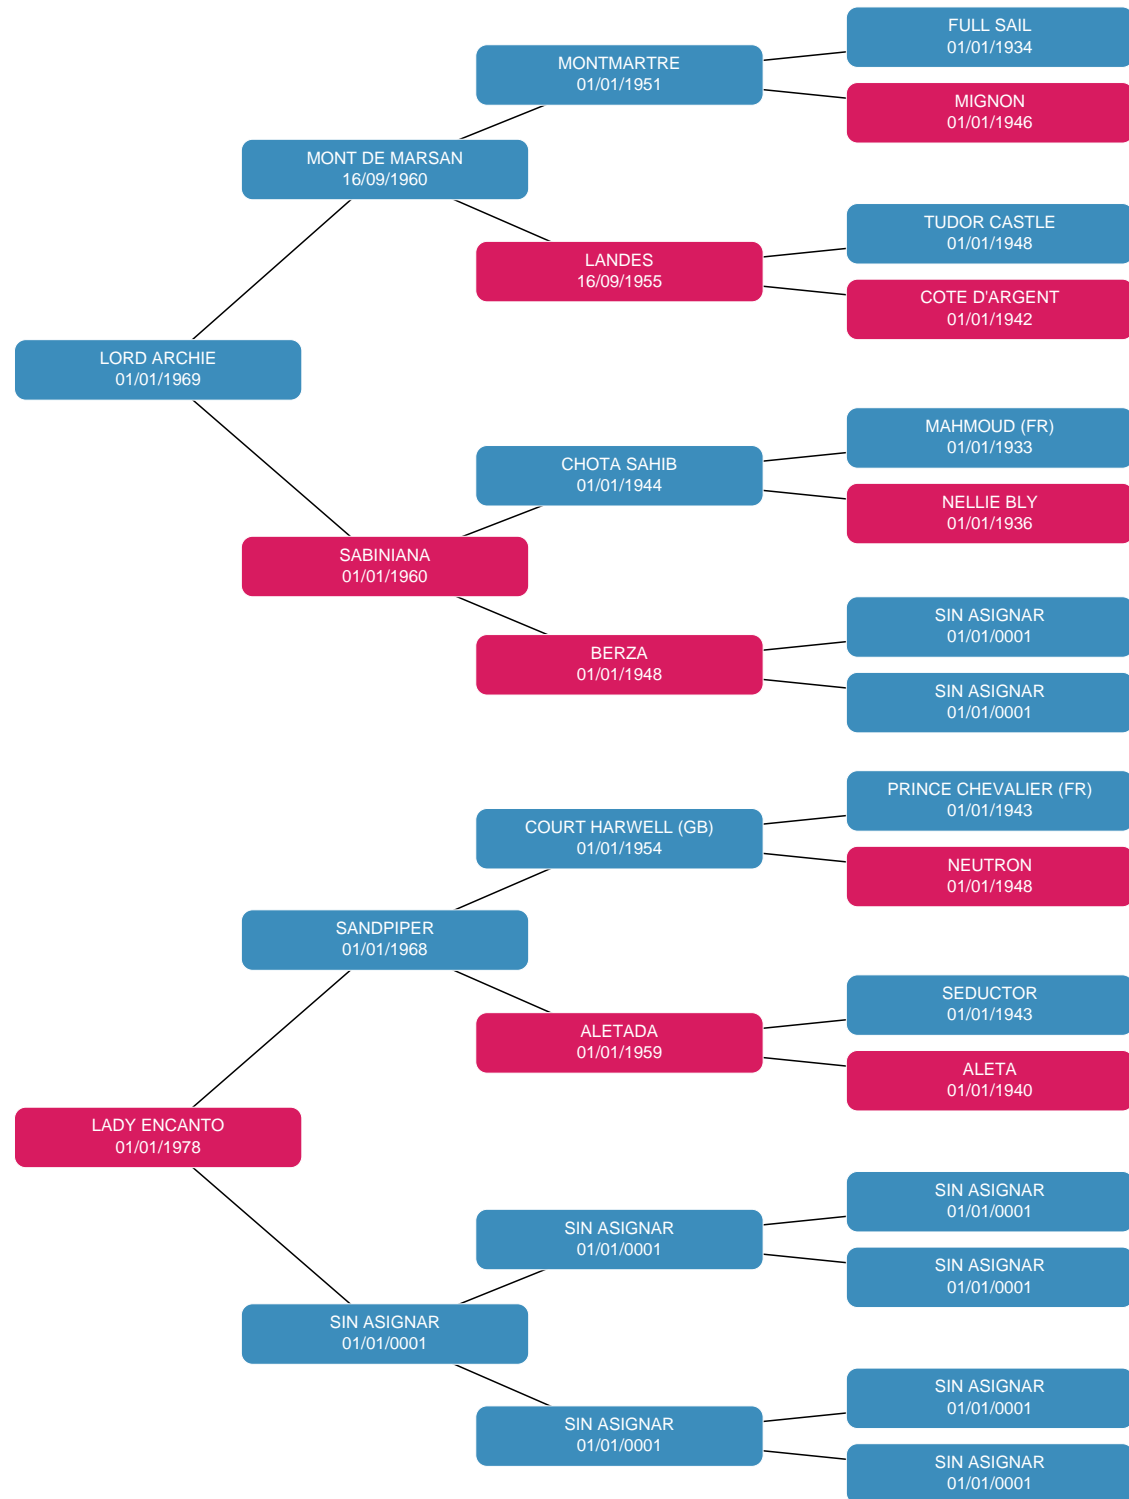 FULL SAIL
01/01/1934
MONTMARTRE
01/01/1951
MIGNON
01/01/1946
MONT DE MARSAN
16/09/1960
TUDOR CASTLE
01/01/1948
LANDES
16/09/1955
COTE D'ARGENT
01/01/1942
LORD ARCHIE
01/01/1969
MAHMOUD (FR)
01/01/1933
CHOTA SAHIB
01/01/1944
NELLIE BLY
01/01/1936
SABINIANA
01/01/1960
SIN ASIGNAR
01/01/0001
BERZA
01/01/1948
SIN ASIGNAR
01/01/0001
PRINCE CHEVALIER (FR)
01/01/1943
COURT HARWELL (GB)
01/01/1954
NEUTRON
01/01/1948
SANDPIPER
01/01/1968
SEDUCTOR
01/01/1943
ALETADA
01/01/1959
ALETA
01/01/1940
LADY ENCANTO
01/01/1978
SIN ASIGNAR
01/01/0001
SIN ASIGNAR
01/01/0001
SIN ASIGNAR
01/01/0001
SIN ASIGNAR
01/01/0001
SIN ASIGNAR
01/01/0001
SIN ASIGNAR
01/01/0001
SIN ASIGNAR
01/01/0001